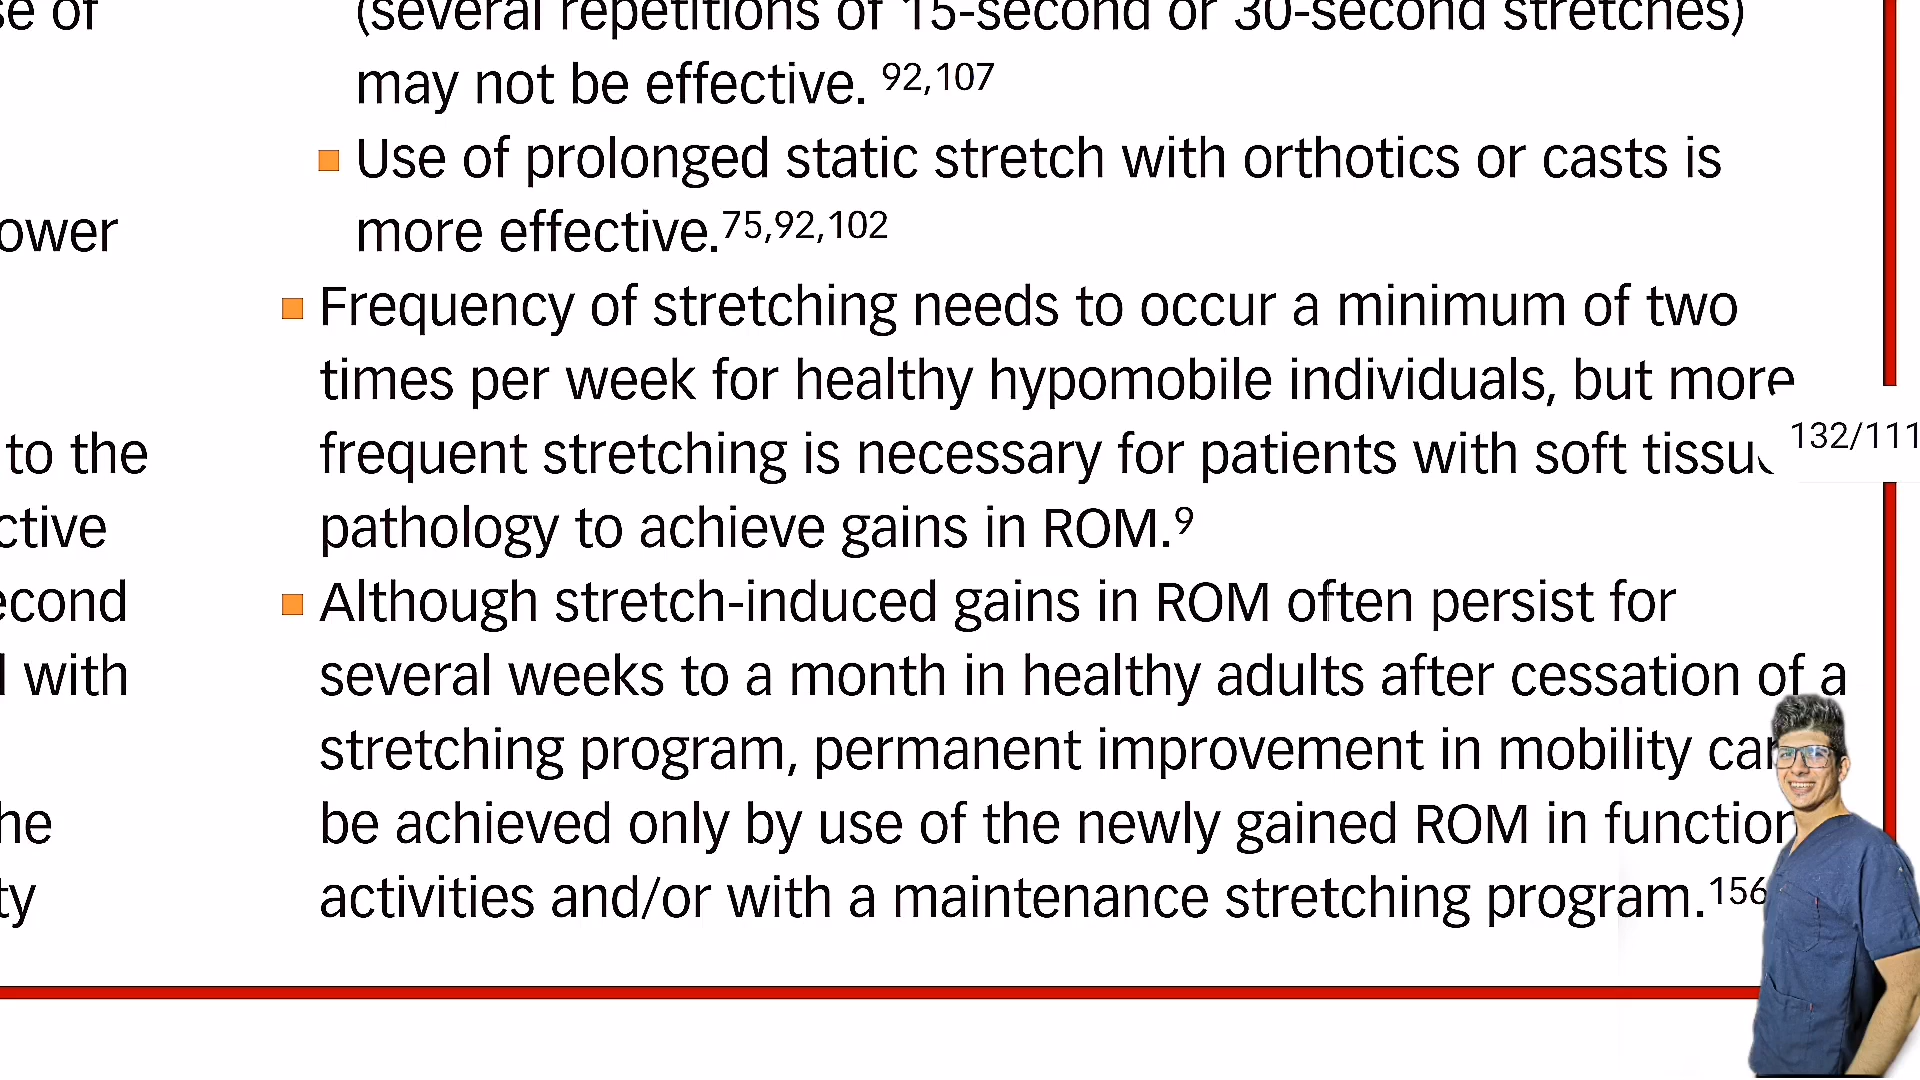 se of
ower
to the
ctive
econd
with
he
ty
(several repetitions of 15-second or 30-second stretches)
may not be effective. 92,107
Use of prolonged static stretch with orthotics or casts is
more effective.75,92,102
Frequency of stretching needs to occur a minimum of two
times per week for healthy hypomobile individuals, but more
frequent stretching is necessary for patients with soft tissue
pathology to achieve gains in ROM.9
Although stretch-induced gains in ROM often persist for
several weeks to a month in healthy adults after cessation of a
stretching program, permanent improvement in mobility can
be achieved only by use of the newly gained ROM in function
activities and/or with a maintenance stretching program.156
132/111